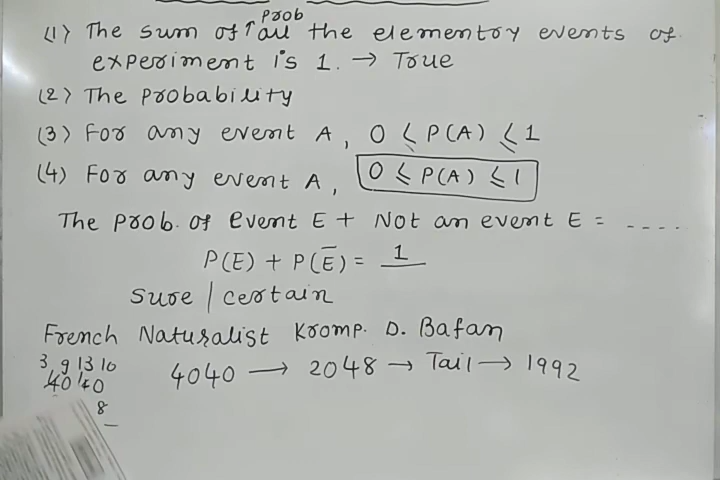 prob
(1) The sum of all the elementory events of
experiment is 1. → True
(2) The Probability
(3) For any event A, 0 ≤ P(A) ≤ 1
(4) For any event A, 0 ≤ P(A) ≤ 1
The prob. of event E + Not an event E = ----.
P(E) + P(E̅) = 1
sure / certain
French Naturalist Kromp. D. Bafan
3 9 13 10
4040 4040 → 2048 → Tail → 1992
8